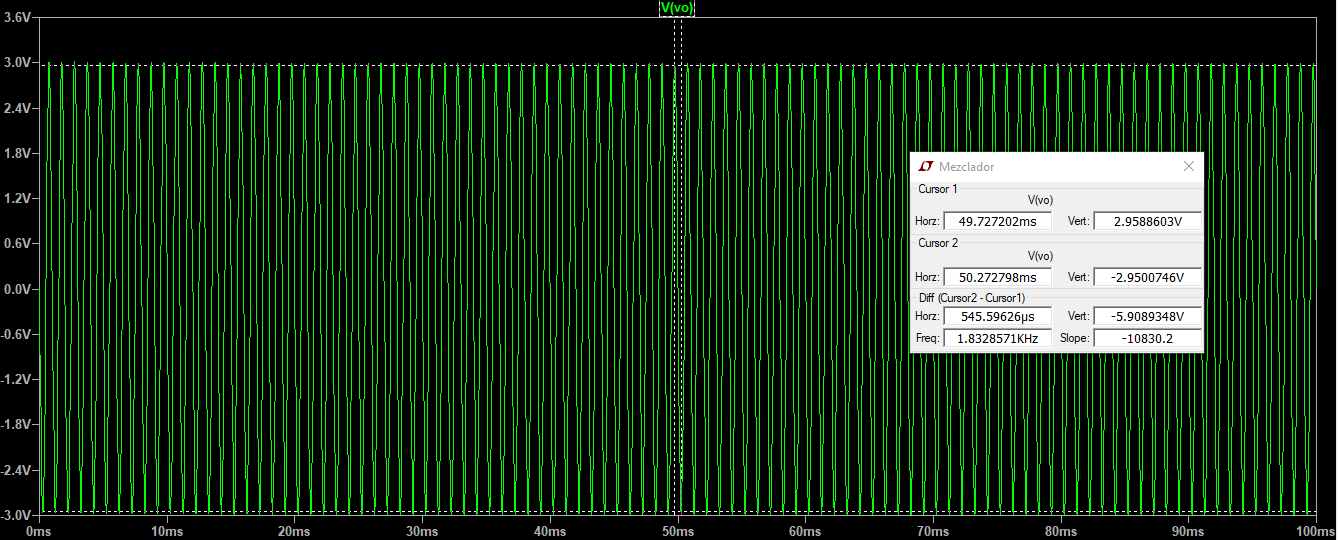 V(vo)
3.6V
3.0V
2.4V
1.8V
1.2V
0.6V
0.0V
-0.6V
-1.2V
-1.8V
-2.4V
-3.0V
0ms 10ms 20ms 30ms 40ms 50ms 60ms 70ms 80ms 90ms 100ms
Mezclador
Cursor 1
V(vo)
Horz: 49.727202ms Vert: 2.9588603V
Cursor 2
V(vo)
Horz: 50.272798ms Vert: -2.9500746V
Diff (Cursor2 - Cursor1)
Horz: 545.59626µs Vert: -5.9089348V
Freq: 1.8328571KHz Slope: -10830.2